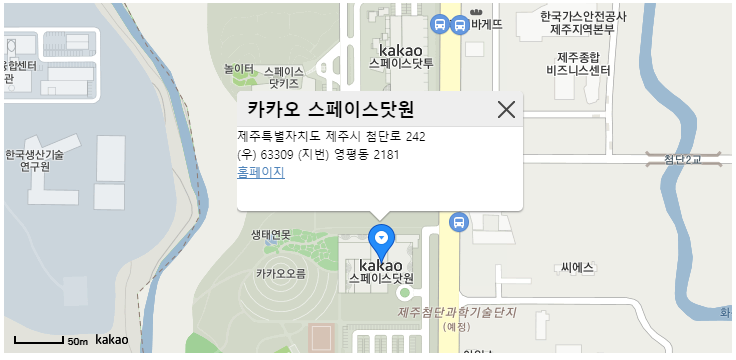 바게뜨
한국가스안전공사
제주지역본부
kakao
스페이스닷투
제주종합
비즈니스센터
융합센터
관
놀이터
스페이스
닷키즈
카카오 스페이스닷원
제주특별자치도 제주시 첨단로 242
(우) 63309 (지번) 영평동 2181
홈페이지
한국생산기술
연구원
첨단2교
생태연못
카카오오름
kakao
스페이스닷원
씨에스
제주첨단과학기술단지
(예정)
화
50m kakao